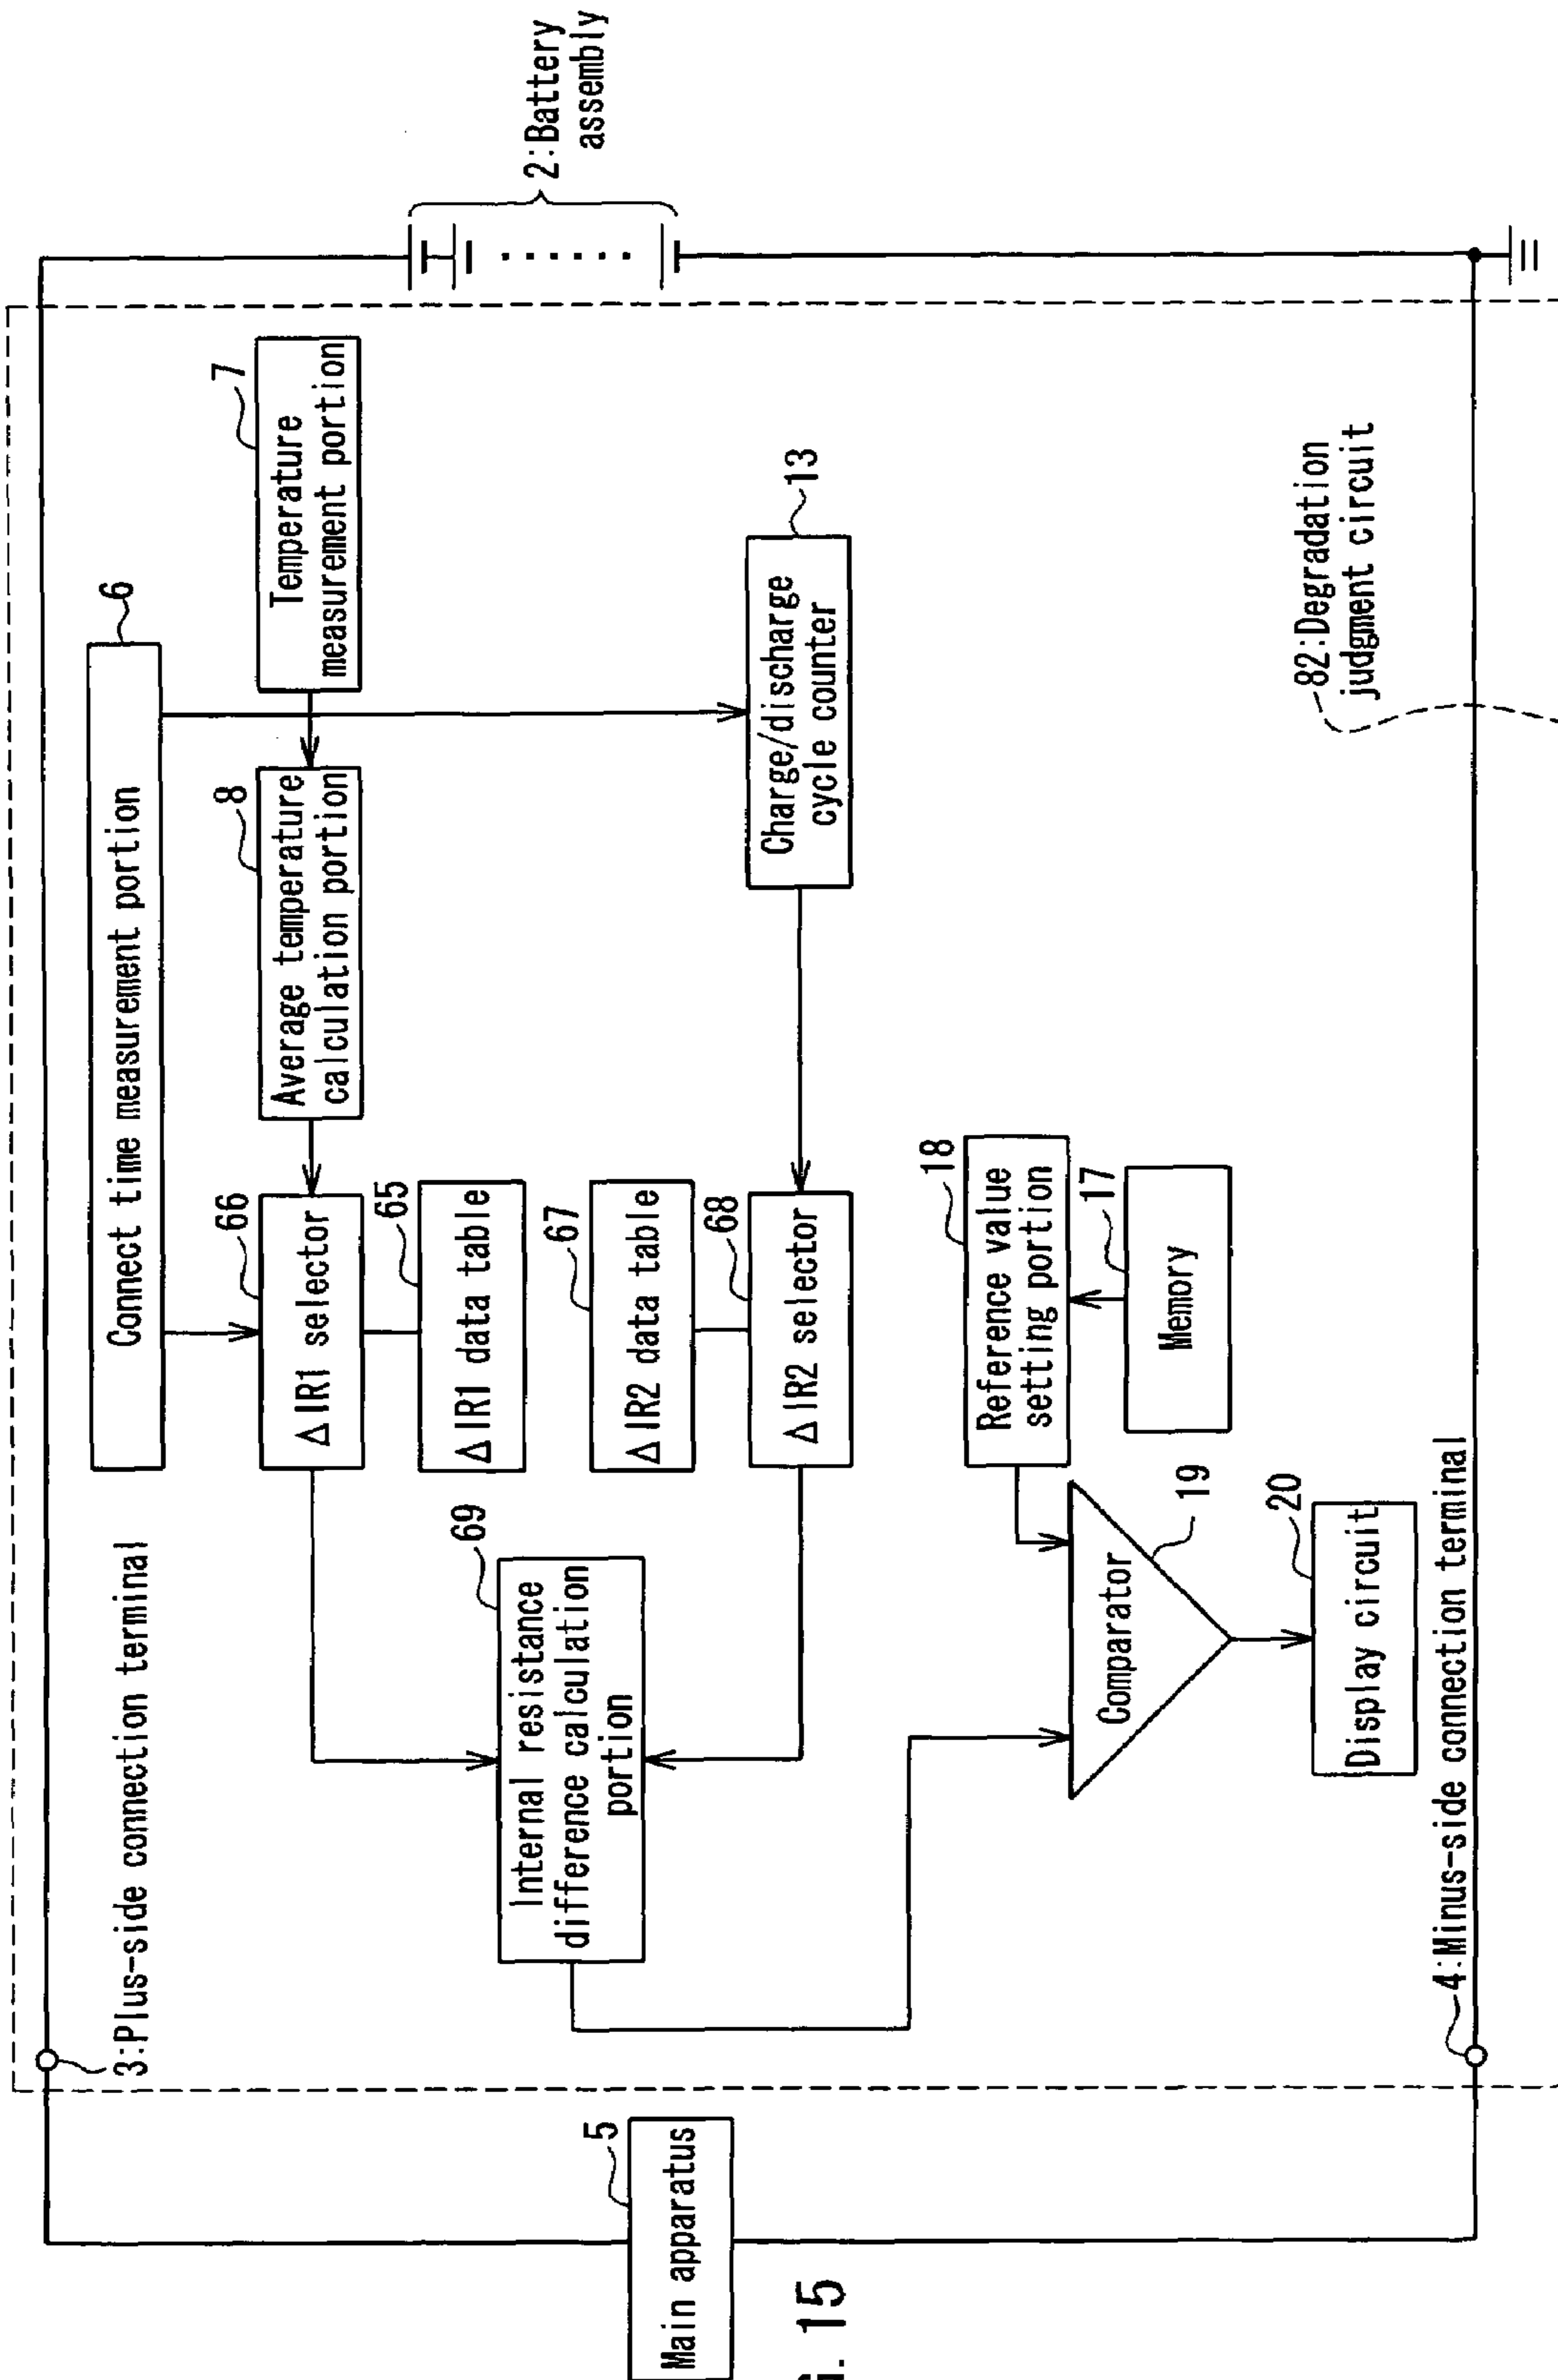 3:Plus-side connection terminal
6
Connect time measurement portion
7
Temperature
measurement portion
8
Average temperature
calculation portion
66
ΔIR1 selector
65
ΔIR1 data table
67
ΔIR2 data table
68
ΔIR2 selector
13
Charge/discharge
cycle counter
69
Internal resistance
difference calculation
portion
18
Reference value
setting portion
17
Memory
Comparator
19
20
Display circuit
4:Minus-side connection terminal
82:Degradation
judgment circuit
2:Battery
assembly
5
Main apparatus
15